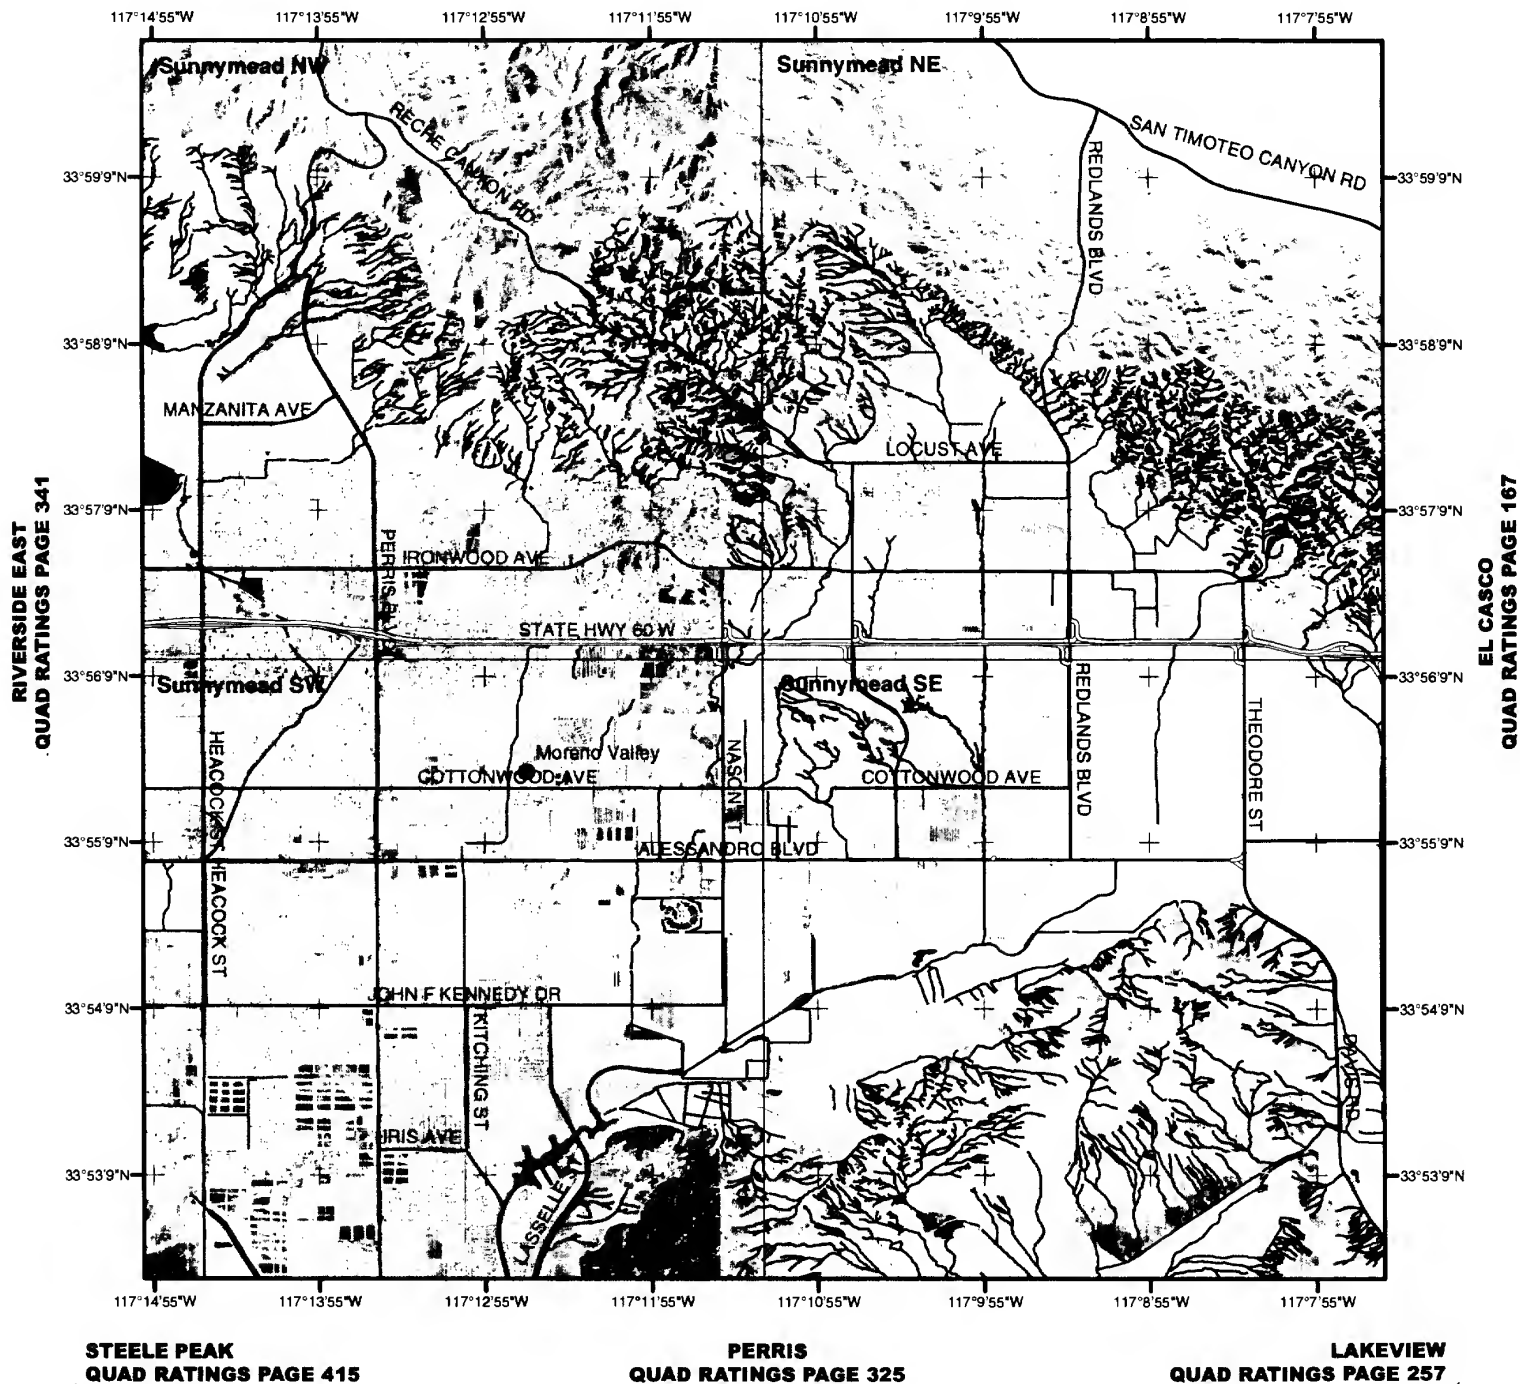 117°14'55"W 117°13'55"W 117°12'55"W 117°11'55"W 117°10'55"W 117°9'55"W 117°8'55"W 117°7'55"W
Sunnymead NW
Sunnymead NE
RECHE CANYON RD
SAN TIMOTEO CANYON RD
REDLANDS BLVD
33°59'9"N
33°59'9"N
33°58'9"N
33°58'9"N
MANZANITA AVE
LOCUST AVE
RIVERSIDE EAST
QUAD RATINGS PAGE 341
EL CASCO
QUAD RATINGS PAGE 167
33°57'9"N
33°57'9"N
IRONWOOD AVE
STATE HWY 60 W
33°56'9"N
33°56'9"N
Sunnymead SW
Sunnymead SE
REDLANDS BLVD
THEODORE ST
HEACOCK ST
Moreno Valley
NASON ST
COTTONWOOD AVE
COTTONWOOD AVE
33°55'9"N
33°55'9"N
ALESSANDRO BLVD
HEACOCK ST
JOHN F KENNEDY DR
33°54'9"N
33°54'9"N
KITCHING ST
DAVIS RD
IRIS AVE
33°53'9"N
33°53'9"N
117°14'55"W 117°13'55"W 117°12'55"W 117°11'55"W 117°10'55"W 117°9'55"W 117°8'55"W 117°7'55"W
STEELE PEAK
QUAD RATINGS PAGE 415
PERRIS
QUAD RATINGS PAGE 325
LAKEVIEW
QUAD RATINGS PAGE 257